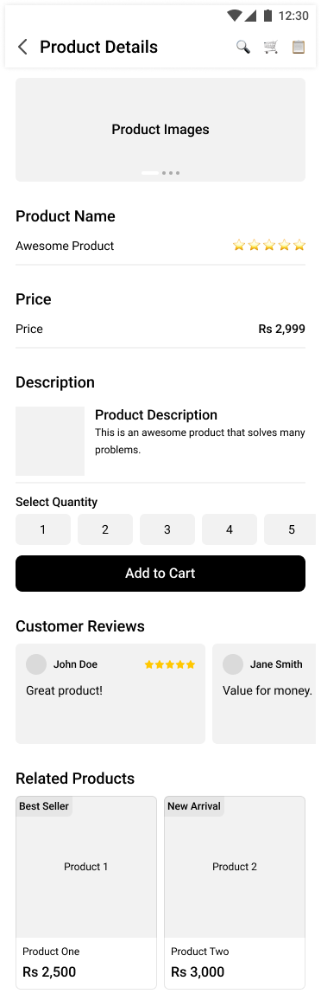 12:30
Product Details
Product Images
Product Name
Awesome Product
Price
Price Rs 2,999
Description
Product Description
This is an awesome product that solves many
problems.
Select Quantity
1 2 3 4 5
Add to Cart
Customer Reviews
John Doe
Great product!
Jane Smith
Value for money.
Related Products
Best Seller
Product 1
Product One
Rs 2,500
New Arrival
Product 2
Product Two
Rs 3,000